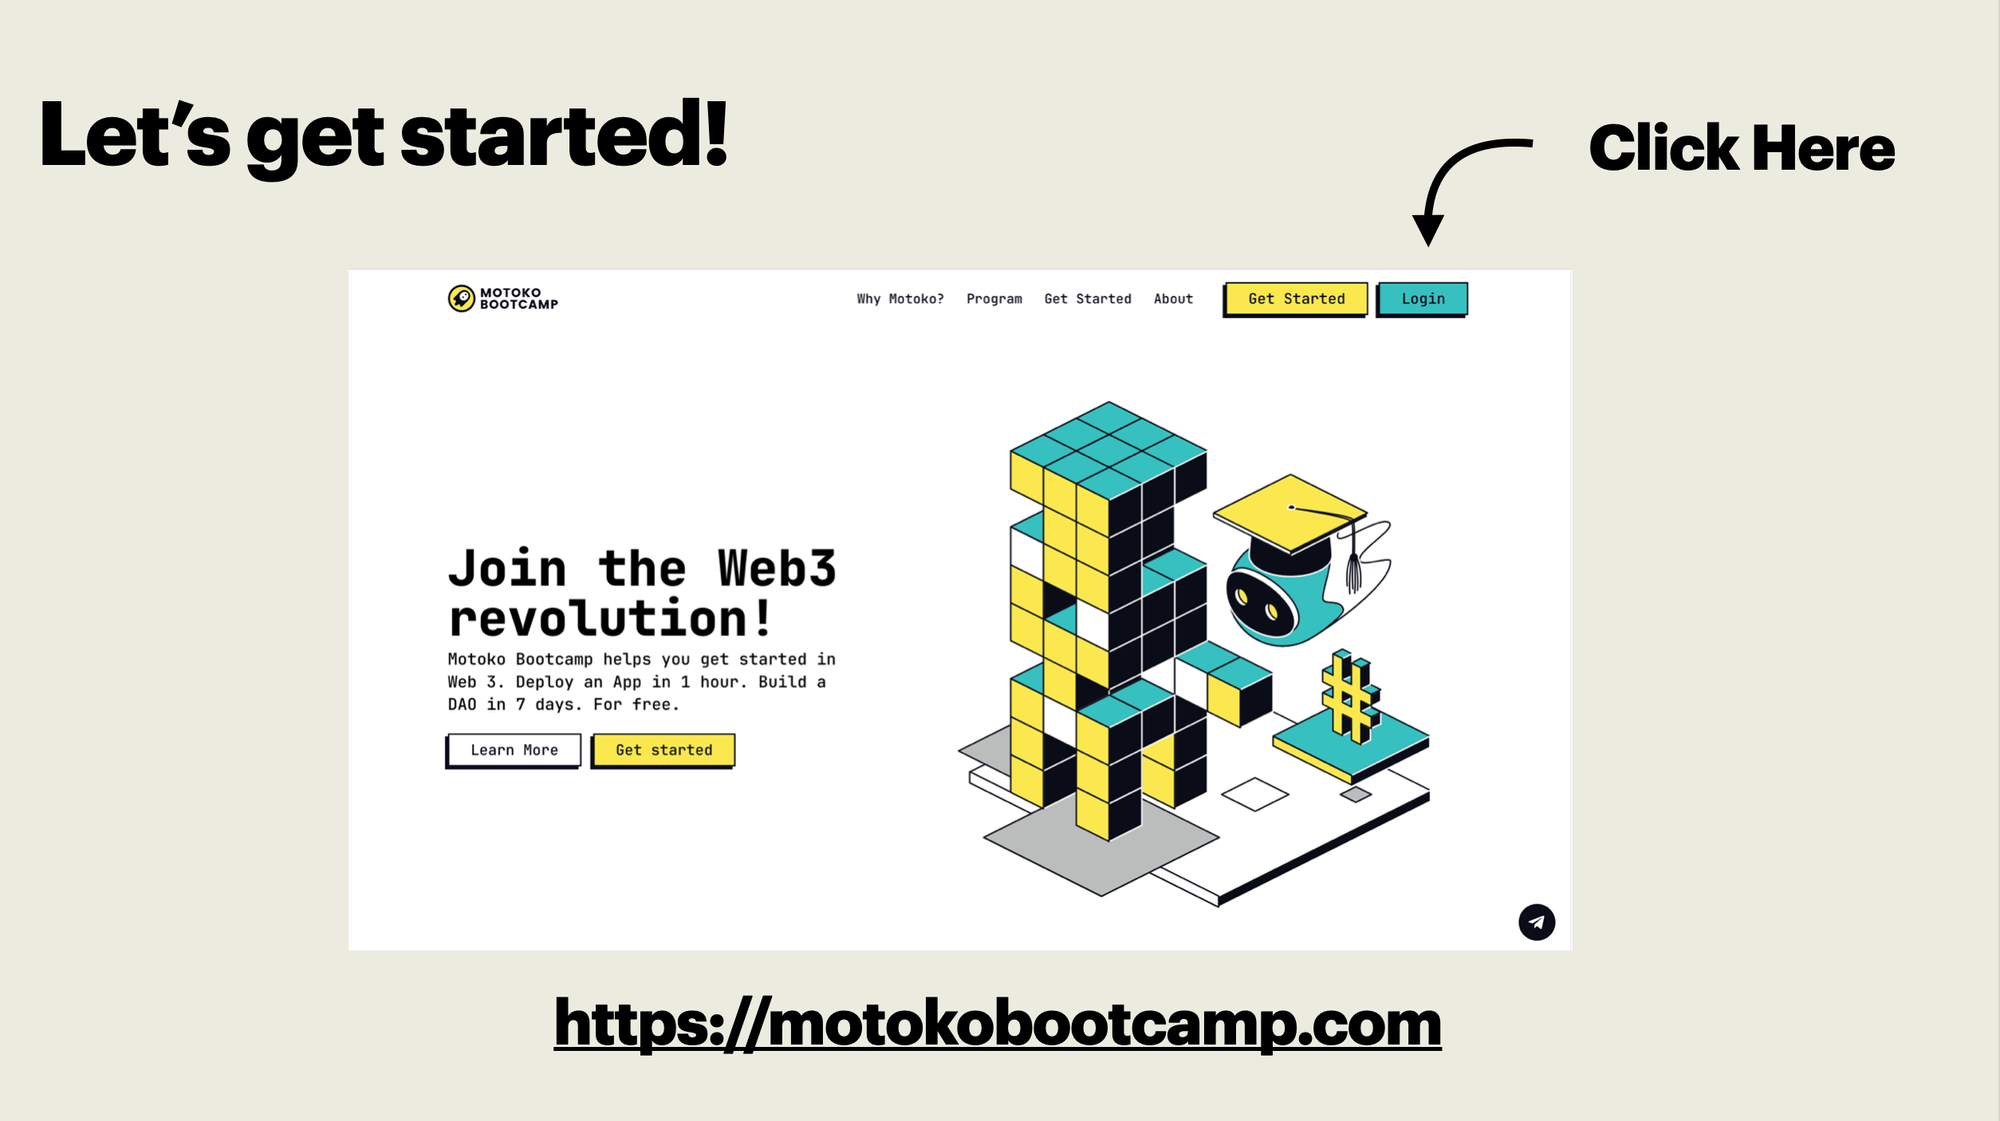 Let’s get started!
Click Here
MOTOKO
BOOTCAMP
Why Motoko? Program Get Started About Get Started Login
Join the Web3
revolution!
Motoko Bootcamp helps you get started in
Web 3. Deploy an App in 1 hour. Build a
DAO in 7 days. For free.
Learn More Get started
#
https://motokobootcamp.com